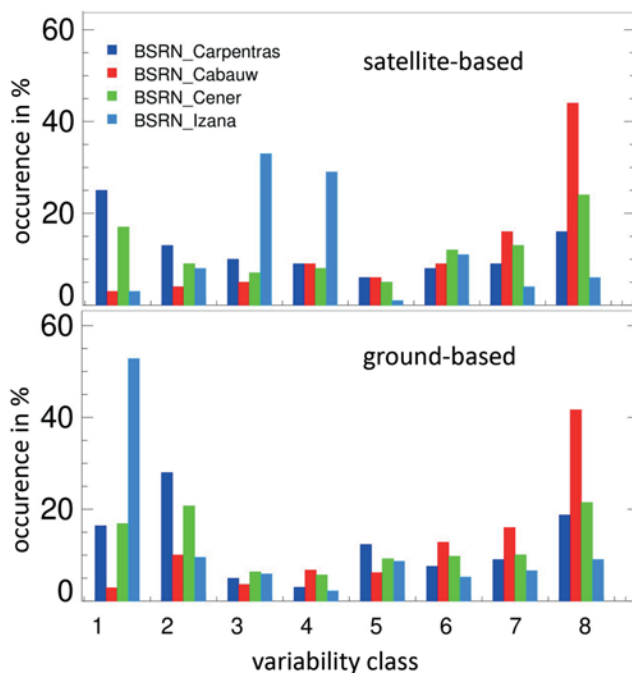 60
40
20
0
occurence in %
BSRN_Carpentras
BSRN_Cabauw
BSRN_Cener
BSRN_Izana
satellite-based
60
40
20
0
occurence in %
ground-based
1 2 3 4 5 6 7 8
variability class